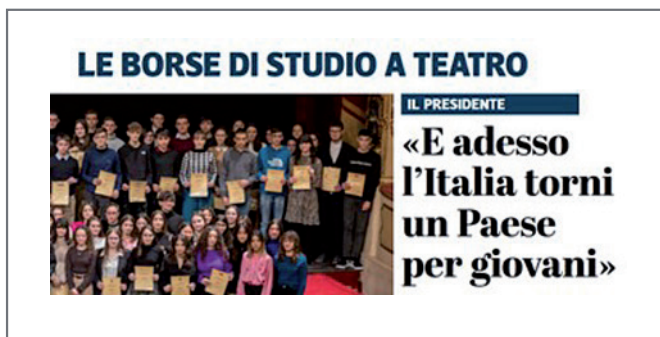 LE BORSE DI STUDIO A TEATRO
IL PRESIDENTE
«E adesso
l'Italia torni
un Paese
per giovani»